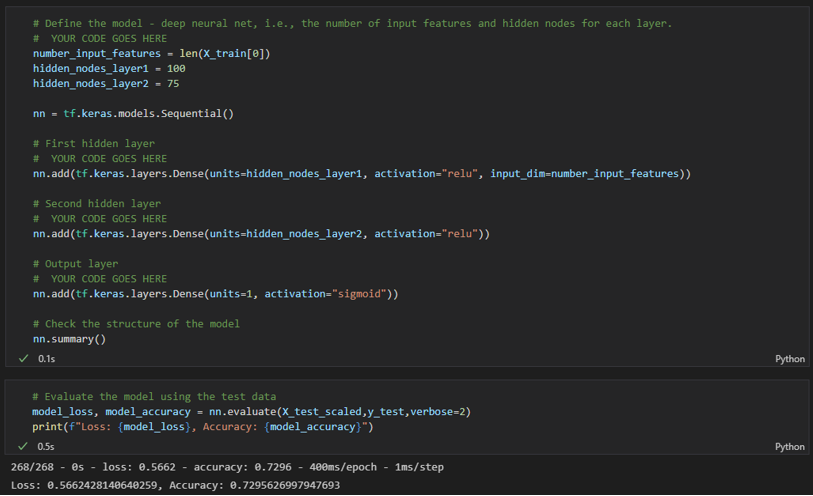 # Define the model - deep neural net, i.e., the number of input features and hidden nodes for each layer.
#  YOUR CODE GOES HERE
number_input_features = len(X_train[0])
hidden_nodes_layer1 = 100
hidden_nodes_layer2 = 75
nn = tf.keras.models.Sequential()
# First hidden layer
#  YOUR CODE GOES HERE
nn.add(tf.keras.layers.Dense(units=hidden_nodes_layer1, activation="relu", input_dim=number_input_features))
# Second hidden layer
#  YOUR CODE GOES HERE
nn.add(tf.keras.layers.Dense(units=hidden_nodes_layer2, activation="relu"))
# Output layer
#  YOUR CODE GOES HERE
nn.add(tf.keras.layers.Dense(units=1, activation="sigmoid"))
# Check the structure of the model
nn.summary()
✓ 0.1s Python
# Evaluate the model using the test data
model_loss, model_accuracy = nn.evaluate(X_test_scaled,y_test,verbose=2)
print(f"Loss: {model_loss}, Accuracy: {model_accuracy}")
✓ 0.5s Python
268/268 - 0s - loss: 0.5662 - accuracy: 0.7296 - 400ms/epoch - 1ms/step
Loss: 0.5662428140640259, Accuracy: 0.7295626997947693